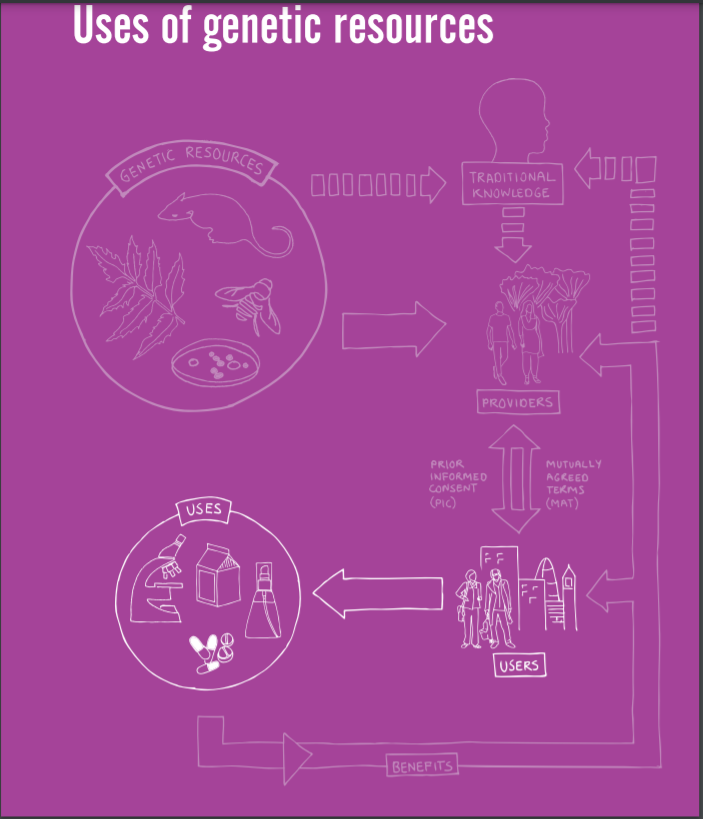 Uses of genetic resources
GENETIC RESOURCES
TRADITIONAL
KNOWLEDGE
PROVIDERS
PRIOR
INFORMED
CONSENT
(PIC)
MUTUALLY
AGREED
TERMS
(MAT)
USES
USERS
BENEFITS